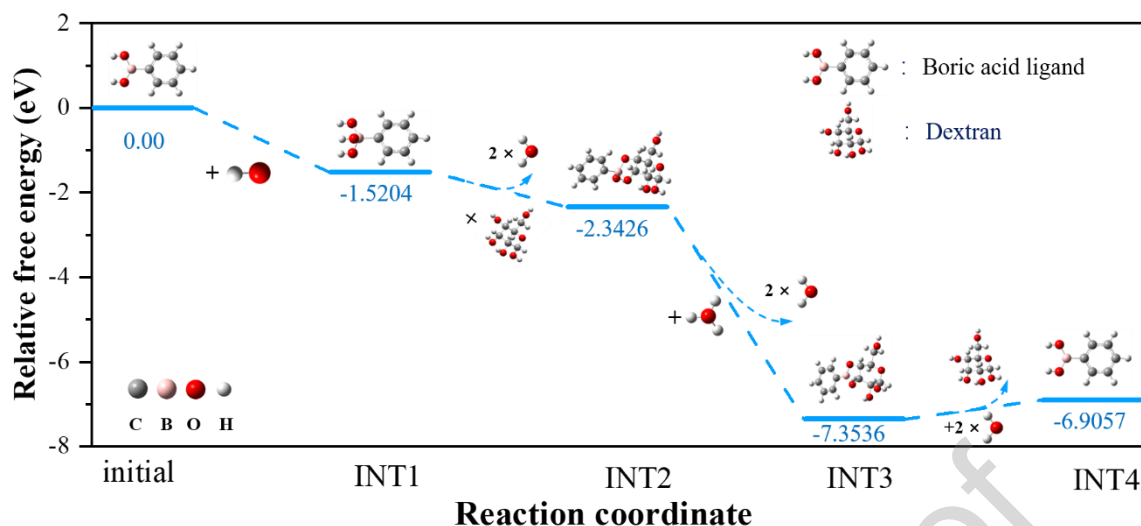 Relative free energy (eV)
2
0
-2
-4
-6
-8
0.00
+
-1.5204
2 ×
×
-2.3426
+
2 ×
-7.3536
+2 ×
-6.9057
: Boric acid ligand
: Dextran
C B O H
initial INT1 INT2 INT3 INT4
Reaction coordinate